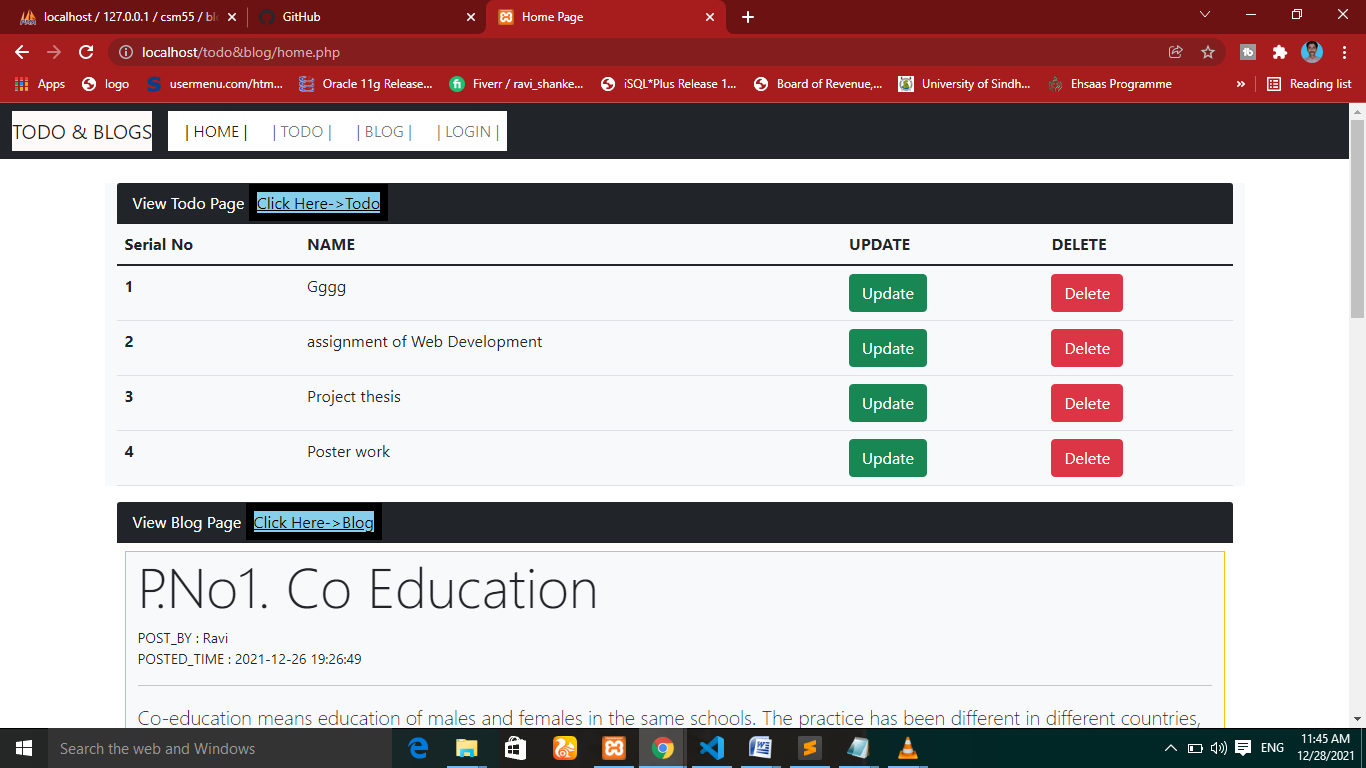 localhost / 127.0.0.1 / csm55 / blo
GitHub
Home Page
localhost/todo&blog/home.php
Apps
logo
usermenu.com/htm...
Oracle 11g Release...
Fiverr / ravi_shanke...
iSQL*Plus Release 1...
Board of Revenue,...
University of Sindh...
Ehsaas Programme
»
Reading list
TODO & BLOGS
| HOME | | TODO | | BLOG | | LOGIN |
View Todo Page Click Here->Todo
Serial No NAME UPDATE DELETE
1 Gggg Update Delete
2 assignment of Web Development Update Delete
3 Project thesis Update Delete
4 Poster work Update Delete
View Blog Page Click Here->Blog
P.No1. Co Education
POST_BY : Ravi
POSTED_TIME : 2021-12-26 19:26:49
Co-education means education of males and females in the same schools. The practice has been different in different countries,
Search the web and Windows
ENG
11:45 AM
12/28/2021